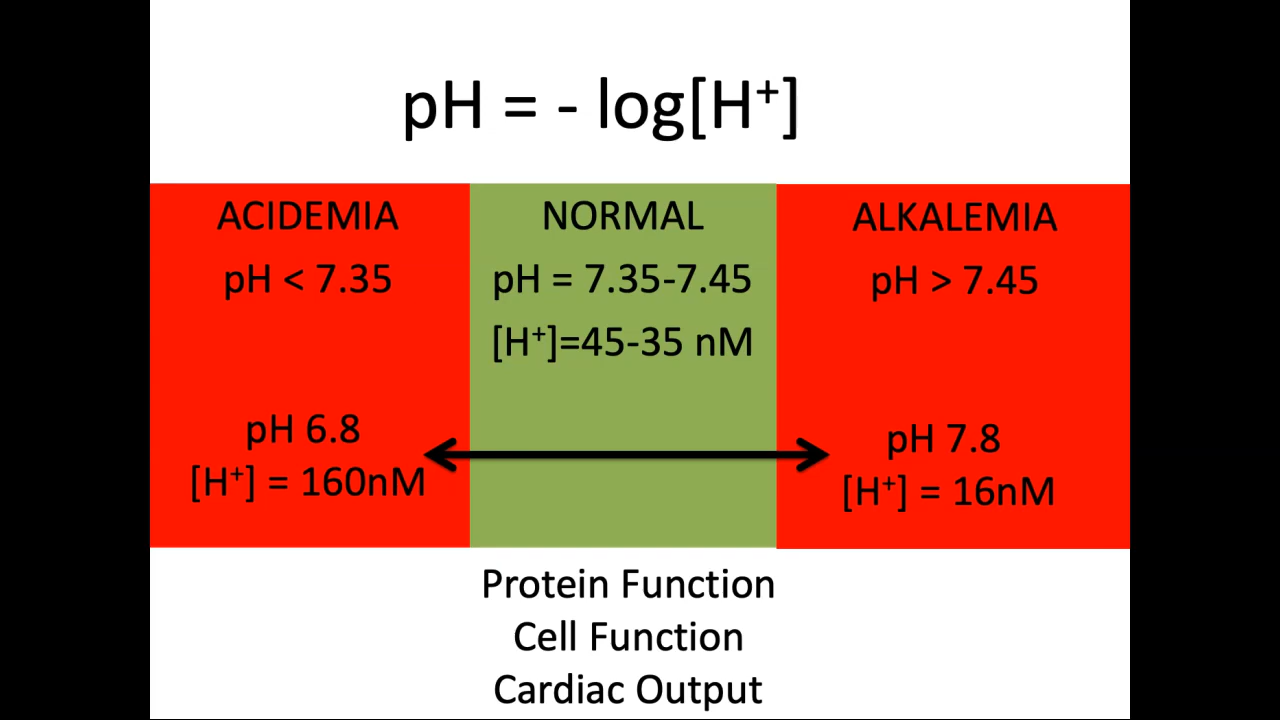 pH = - log[H⁺]
ACIDEMIA
pH < 7.35
pH 6.8
[H⁺] = 160nM
NORMAL
pH = 7.35-7.45
[H⁺]=45-35 nM
ALKALEMIA
pH > 7.45
pH 7.8
[H⁺] = 16nM
Protein Function
Cell Function
Cardiac Output